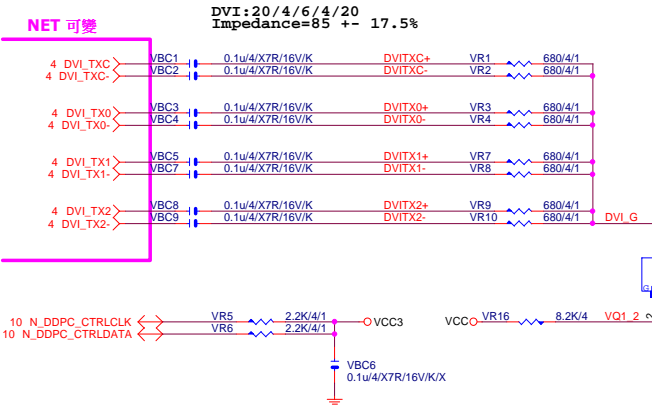 DVI:20/4/6/4/20
Impedance=85 +- 17.5%
NET 可變
4 DVI_TXC VBC1 0.1u/4/X7R/16V/K DVITXC+ VR1 680/4/1
4 DVI_TXC- VBC2 0.1u/4/X7R/16V/K DVITXC- VR2 680/4/1
4 DVI_TX0 VBC3 0.1u/4/X7R/16V/K DVITX0+ VR3 680/4/1
4 DVI_TX0- VBC4 0.1u/4/X7R/16V/K DVITX0- VR4 680/4/1
4 DVI_TX1 VBC5 0.1u/4/X7R/16V/K DVITX1+ VR7 680/4/1
4 DVI_TX1- VBC7 0.1u/4/X7R/16V/K DVITX1- VR8 680/4/1
4 DVI_TX2 VBC8 0.1u/4/X7R/16V/K DVITX2+ VR9 680/4/1
4 DVI_TX2- VBC9 0.1u/4/X7R/16V/K DVITX2- VR10 680/4/1 DVI_G
10 N_DDPC_CTRLCLK VR5 2.2K/4/1 VCC3 VCC VR16 8.2K/4 VQ1_2
10 N_DDPC_CTRLDATA VR6 2.2K/4/1
VBC6
0.1u/4/X7R/16V/K/X